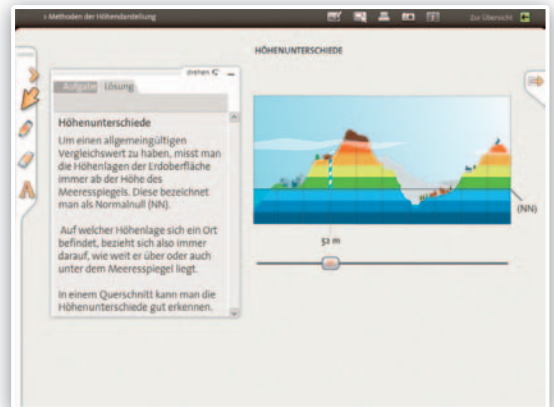 › Methoden der Höhendarstellung
Zur Übersicht
HÖHENUNTERSCHIEDE
drehen
Aufgabe Lösung
Höhenunterschiede
Um einen allgemeingültigen
Vergleichswert zu haben, misst man
die Höhenlagen der Erdoberfläche
immer ab der Höhe des
Meeresspiegels. Diese bezeichnet
man als Normalnull (NN).
Auf welcher Höhenlage sich ein Ort
befindet, bezieht sich also immer
darauf, wie weit er über oder auch
unter dem Meeresspiegel liegt.
In einem Querschnitt kann man die
Höhenunterschiede gut erkennen.
(NN)
52 m